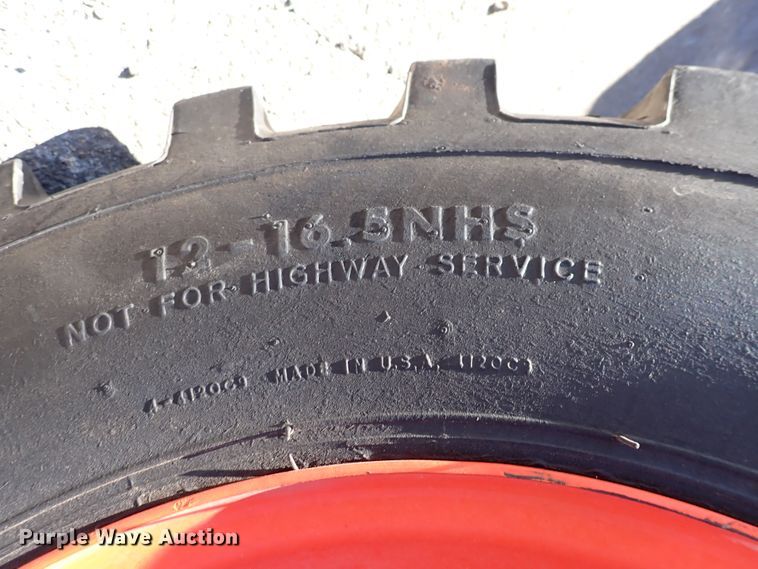 12-16.5NHS
NOT FOR HIGHWAY SERVICE
MADE IN U.S.A.
Purple Wave Auction